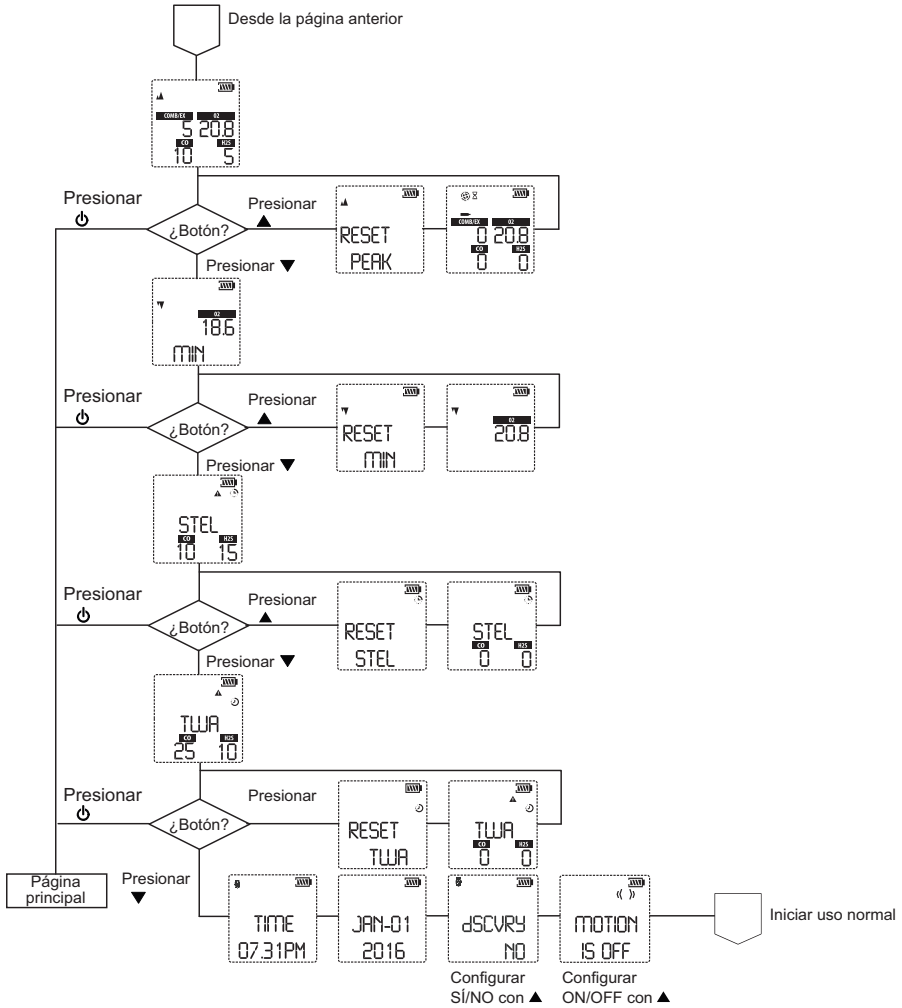 Desde la página anterior
COMB/EX O2
5 20.8
CO H2S
10 5
Presionar
¿Botón?
Presionar
Presionar ▼
RESET
PEAK
COMB/EX O2
0 20.8
CO H2S
0 0
O2
18.6
MIN
Presionar
¿Botón?
Presionar
▲
Presionar ▼
RESET
MIN
O2
20.8
STEL
CO H2S
10 15
Presionar
¿Botón?
Presionar
▲
Presionar ▼
RESET
STEL
STEL
CO H2S
0 0
TWA
CO H2S
25 10
Presionar
¿Botón?
Presionar
RESET
TWA
TWA
CO H2S
0 0
Página
principal
Presionar
▼
TIME
07.31PM
JAN-01
2016
dSCVRY
NO
MOTION
IS OFF
Iniciar uso normal
Configurar
SÍ/NO con ▲
Configurar
ON/OFF con ▲